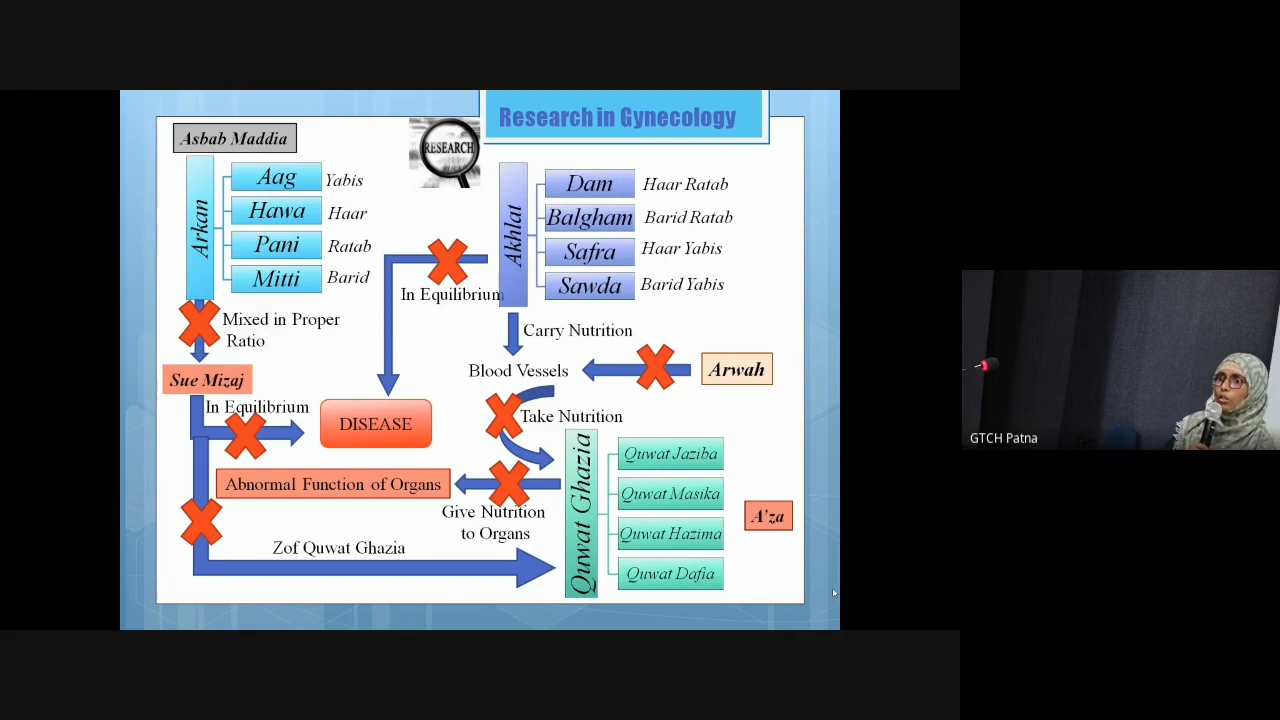 Research in Gynecology
Asbab Maddia
RESEARCH
Arkan
Aag Yabis
Hawa Haar
Pani Ratab
Mitti Barid
Akhlat
Dam Haar Ratab
Balgham Barid Ratab
Safra Haar Yabis
Sawda Barid Yabis
In Equilibrium
Mixed in Proper
Ratio
Carry Nutrition
Sue Mizaj
Blood Vessels
Arwah
In Equilibrium
DISEASE
Take Nutrition
Abnormal Function of Organs
Give Nutrition
to Organs
Zof Quwat Ghazia
Quwat Ghazia
Quwat Jaziba
Quwat Masika
Quwat Hazima
Quwat Dafia
A'za
GTCH Patna